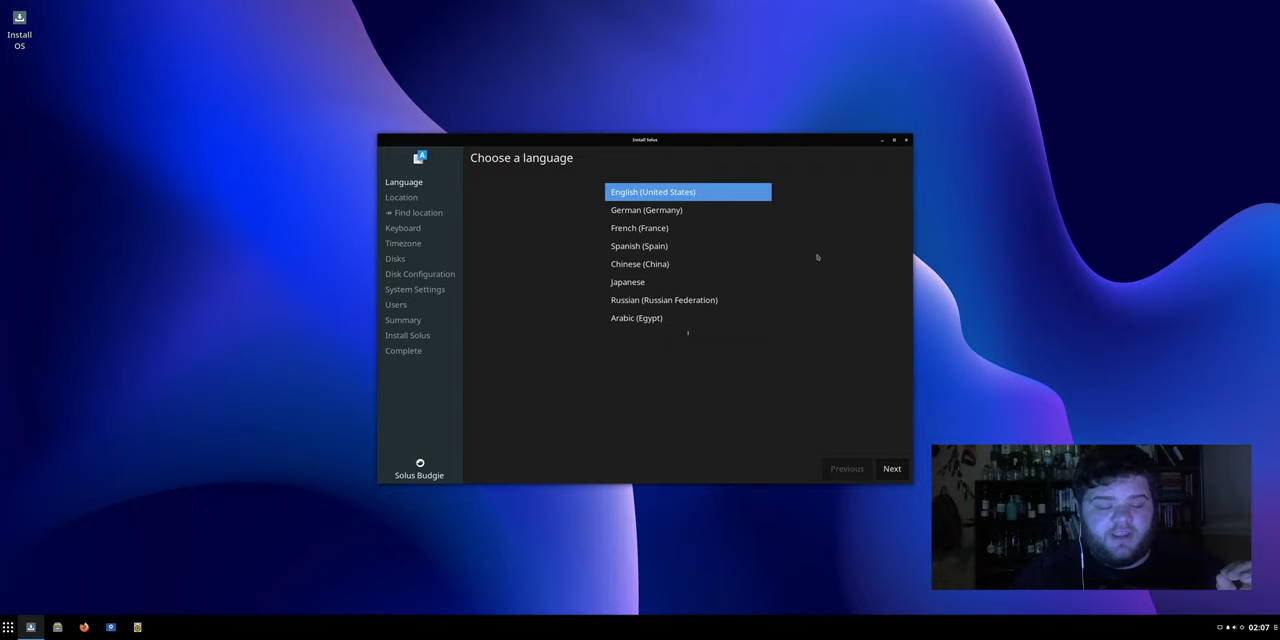 Install
OS
Install Solus
Choose a language
Language
Location
Find location
Keyboard
Timezone
Disks
Disk Configuration
System Settings
Users
Summary
Install Solus
Complete
Solus Budgie
English (United States)
German (Germany)
French (France)
Spanish (Spain)
Chinese (China)
Japanese
Russian (Russian Federation)
Arabic (Egypt)
Previous
Next
02:07